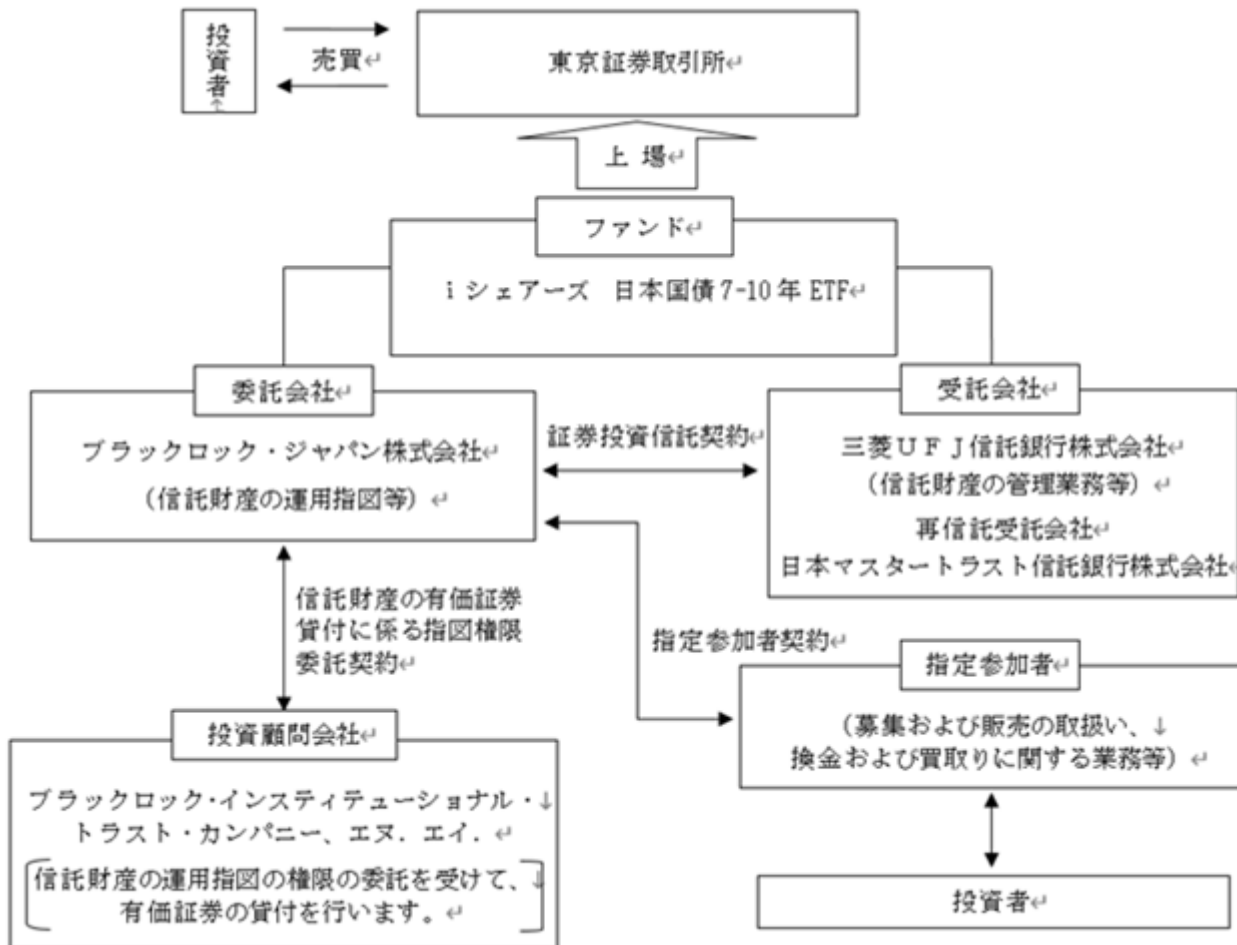 投資者
売買
東京証券取引所
上 場
ファンド
iシェアーズ 日本国債7-10年 ETF
委託会社
ブラックロック・ジャパン株式会社
（信託財産の運用指図等）
証券投資信託契約
受託会社
三菱UFJ信託銀行株式会社
（信託財産の管理業務等）
再信託受託会社
日本マスタートラスト信託銀行株式会社
信託財産の有価証券
貸付に係る指図権限
委託契約
指定参加者契約
指定参加者
（募集および販売の取扱い、
換金および買取りに関する業務等）
投資顧問会社
ブラックロック・インスティテューショナル・
トラスト・カンパニー、エヌ．エイ．
信託財産の運用指図の権限の委託を受けて、
有価証券の貸付を行います。
投資者